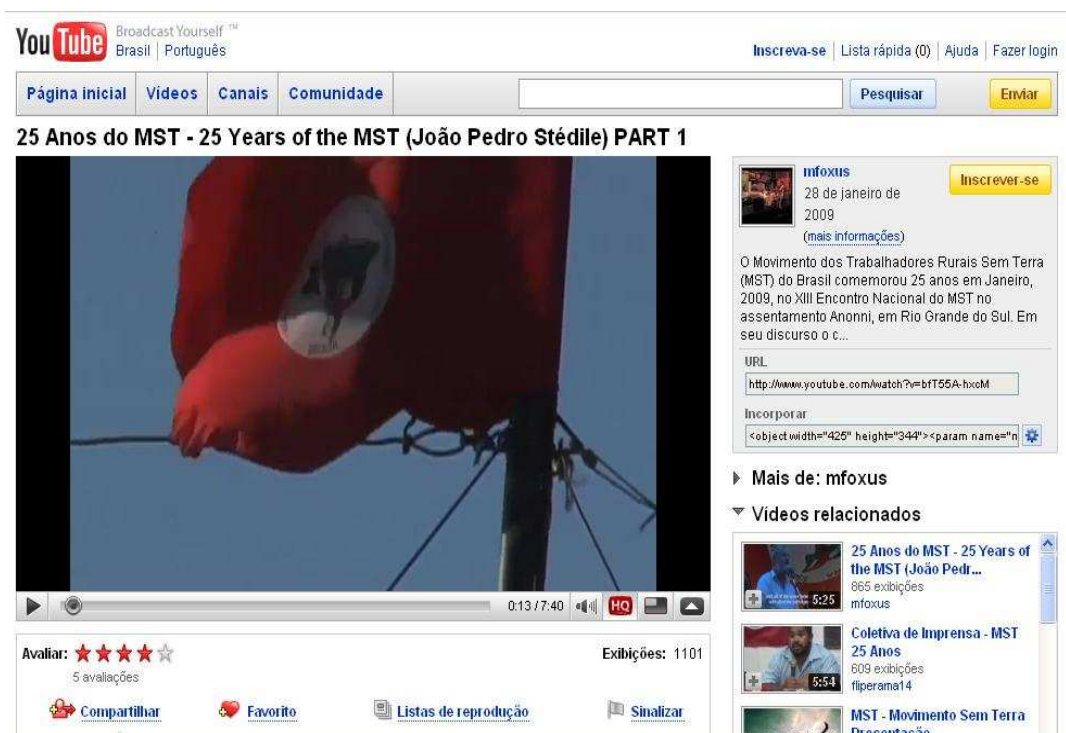 You Tube Broadcast Yourself ™
Brasil | Português
Inscreva-se | Lista rápida (0) | Ajuda | Fazer login
Página inicial Vídeos Canais Comunidade Pesquisar Enviar
25 Anos do MST - 25 Years of the MST (João Pedro Stédile) PART 1
mfoxus
28 de janeiro de
2009
(mais informações)
Inscrever-se
O Movimento dos Trabalhadores Rurais Sem Terra
(MST) do Brasil comemorou 25 anos em Janeiro,
2009, no XIII Encontro Nacional do MST no
assentamento Anonni, em Rio Grande do Sul. Em
seu discurso o c...
URL
http://www.youtube.com/watch?v=bfT55A-hxcM
Incorporar
<object width="425" height="344"><param name="n
Mais de: mfoxus
Vídeos relacionados
25 Anos do MST - 25 Years of
the MST (João Pedr...
865 exibições
mfoxus
5:25
Coletiva de Imprensa - MST
25 Anos
609 exibições
fliperama14
5:54
MST - Movimento Sem Terra
0:13 / 7:40 HQ
Avaliar:
5 avaliações
Exibições: 1101
Compartilhar Favorito Listas de reprodução Sinalizar